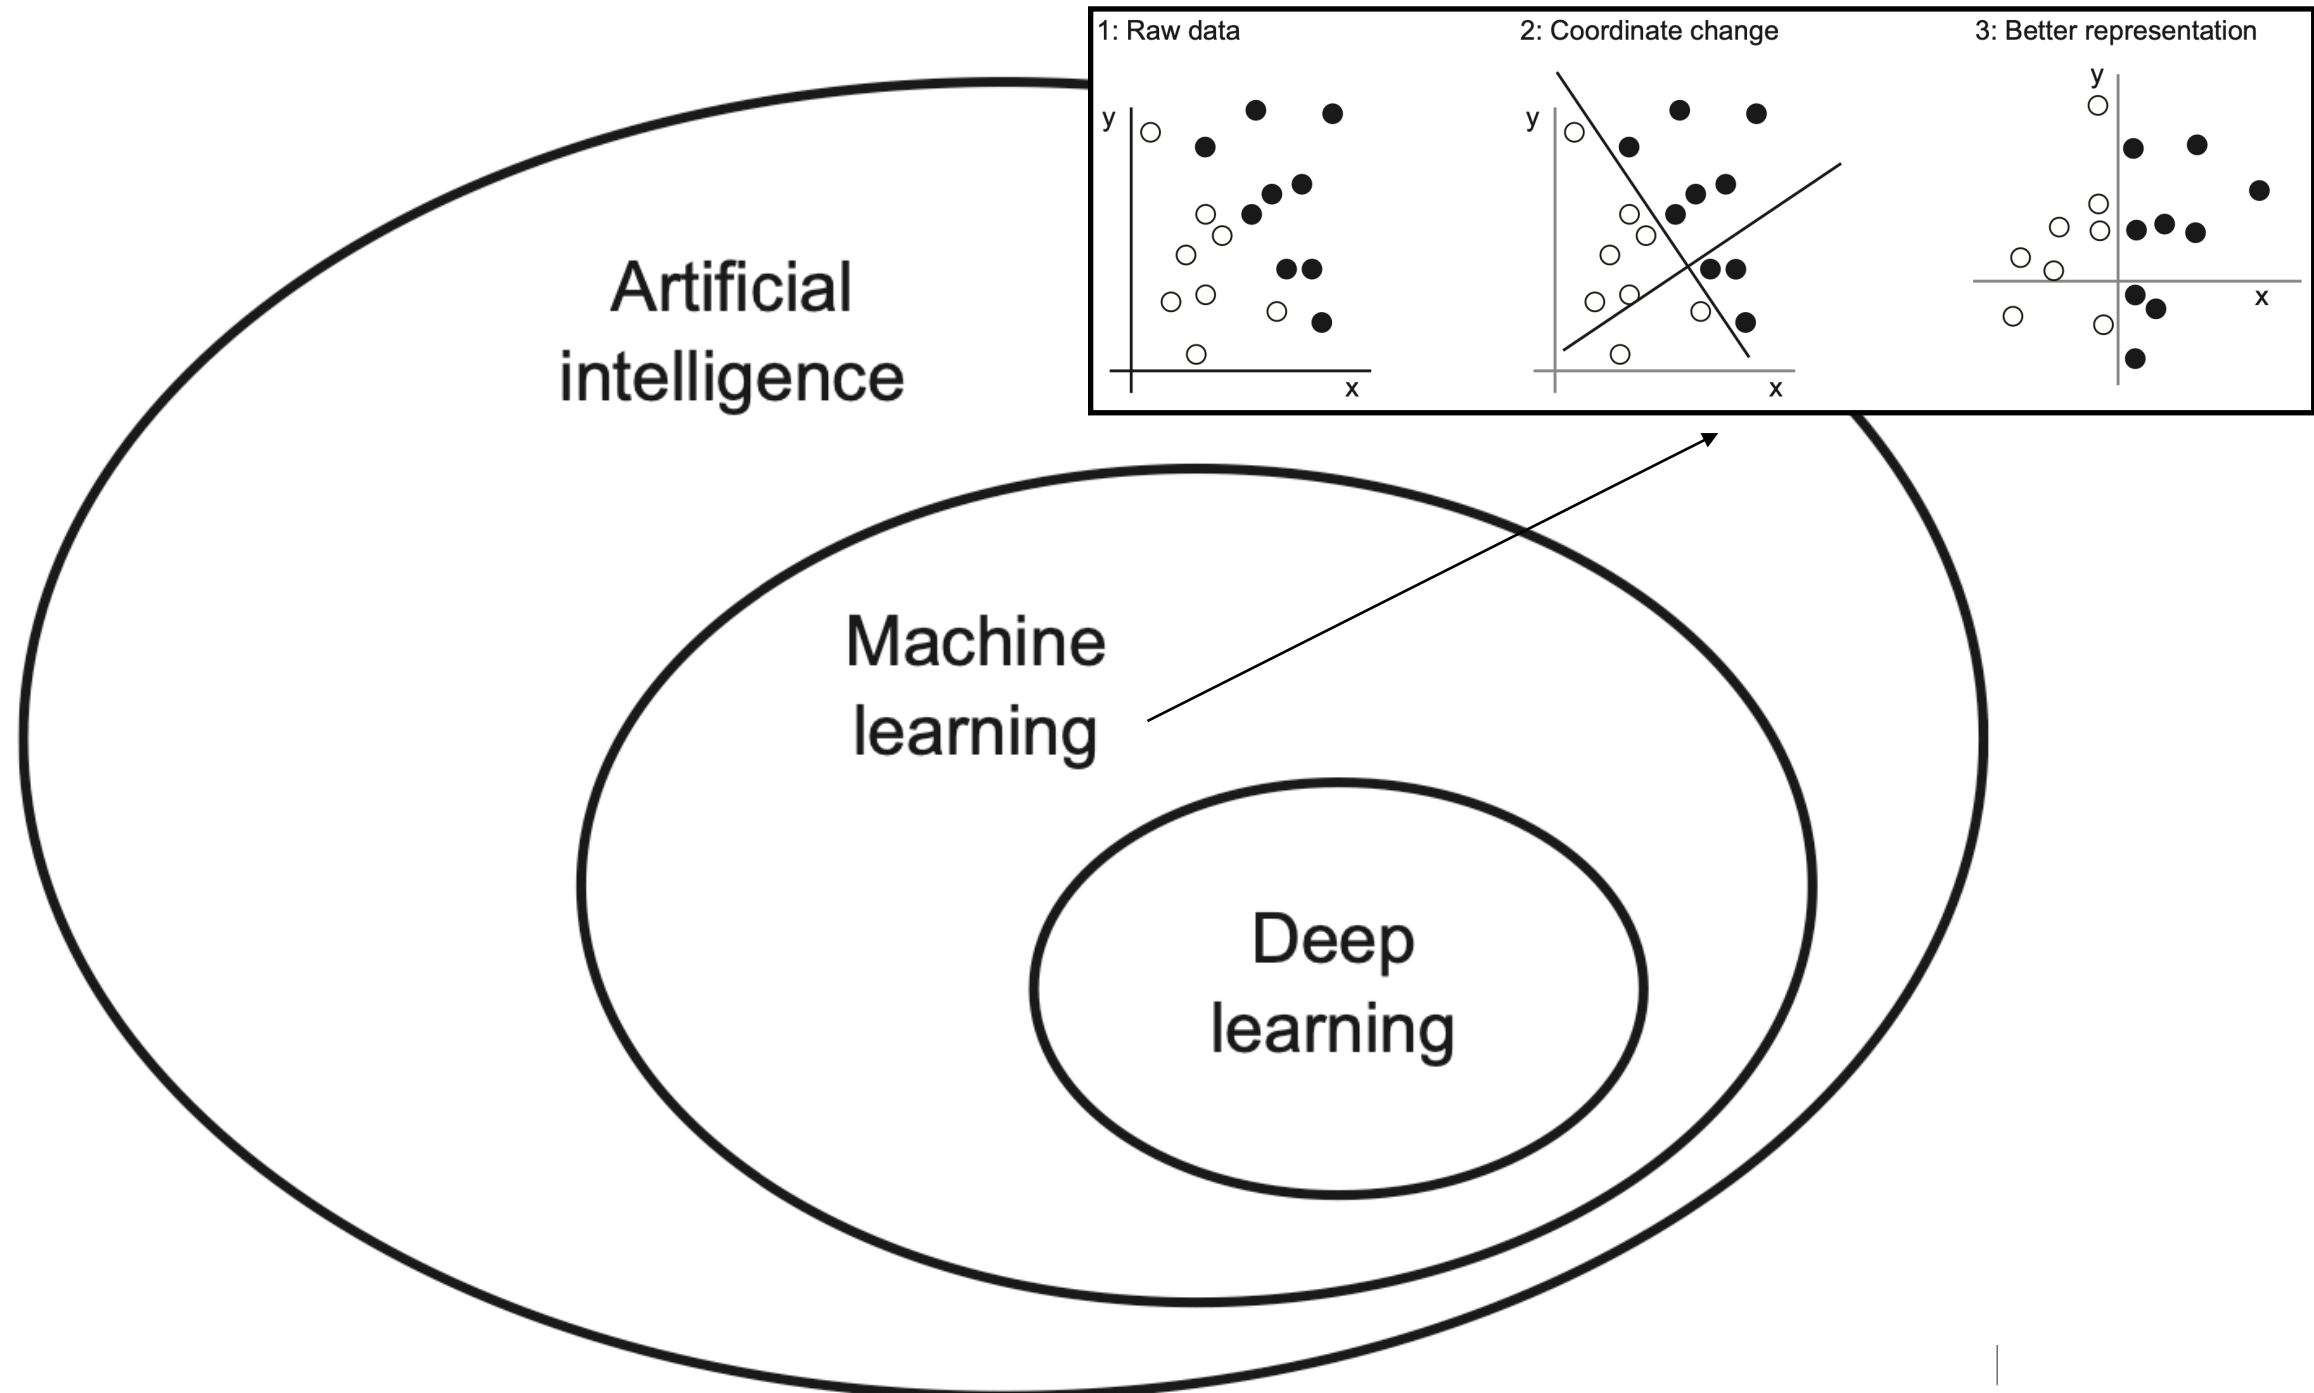 1: Raw data
2: Coordinate change
3: Better representation
y
x
y
x
y
x
Artificial
intelligence
Machine
learning
Deep
learning